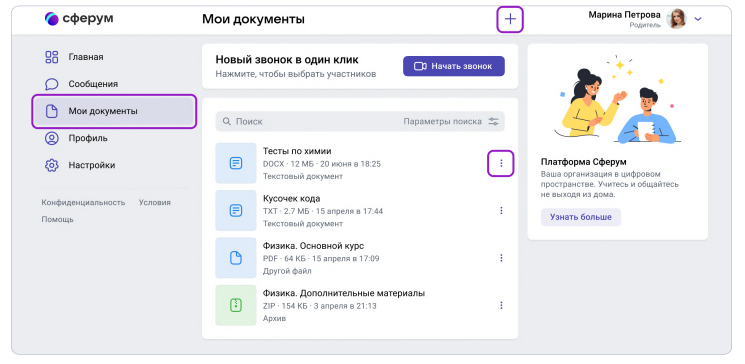 сферум
Мои документы
Марина Петрова
Родитель
Главная
Сообщения
Мои документы
Профиль
Настройки
Конфиденциальность Условия
Помощь
Новый звонок в один клик
Нажмите, чтобы выбрать участников
Начать звонок
Поиск
Параметры поиска
Тесты по химии
DOCX · 12 МБ · 20 июня в 18:25
Текстовый документ
Кусочек кода
TXT · 2.7 МБ · 15 апреля в 17:44
Текстовый документ
Физика. Основной курс
PDF · 64 КБ · 15 апреля в 17:09
Другой файл
Физика. Дополнительные материалы
ZIP · 154 КБ · 3 апреля в 21:13
Архив
Платформа Сферум
Ваша организация в цифровом
пространстве. Учитесь и общайтесь
не выходя из дома.
Узнать больше